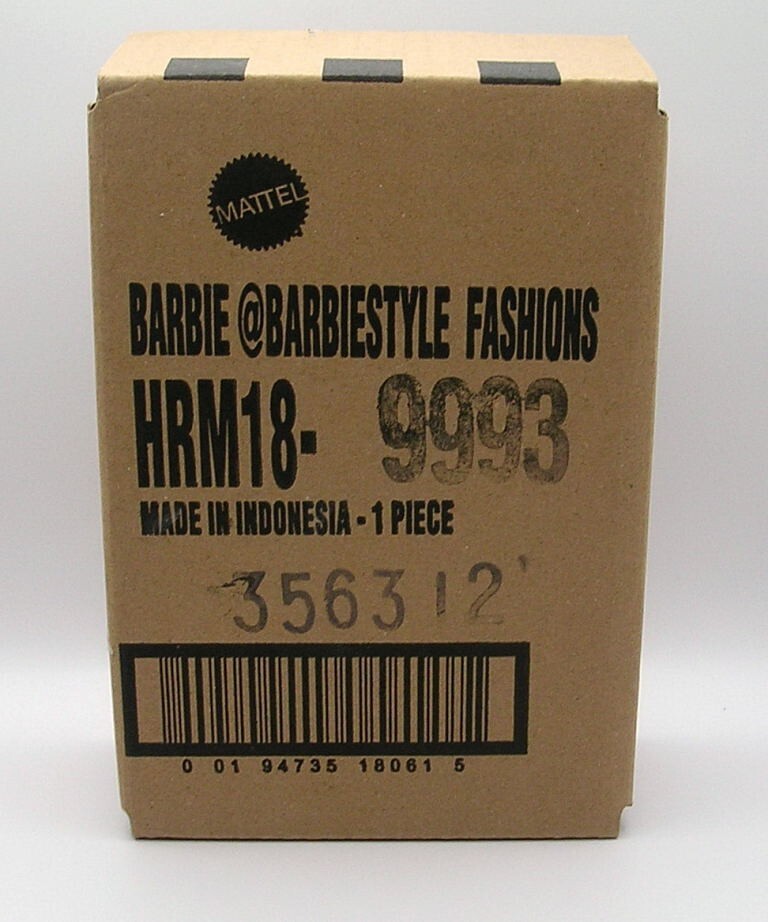 MATTEL
BARBIE @BARBIESTYLE FASHIONS
HRM18- 9993
MADE IN INDONESIA - 1 PIECE
356312
0 01 94735 18061 5